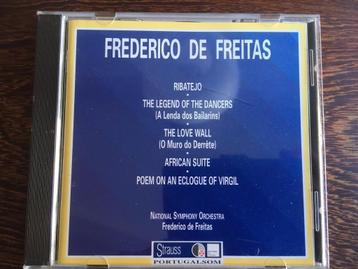 FREDERICO DE FREITAS
RIBATEJO
•
THE LEGEND OF THE DANCERS
(A Lenda dos Bailarins)
•
THE LOVE WALL
(O Muro do Derrête)
•
AFRICAN SUITE
•
POEM ON AN ECLOGUE OF VIRGIL
NATIONAL SYMPHONY ORCHESTRA
Frederico de Freitas
Strauss
PORTUGALSOM